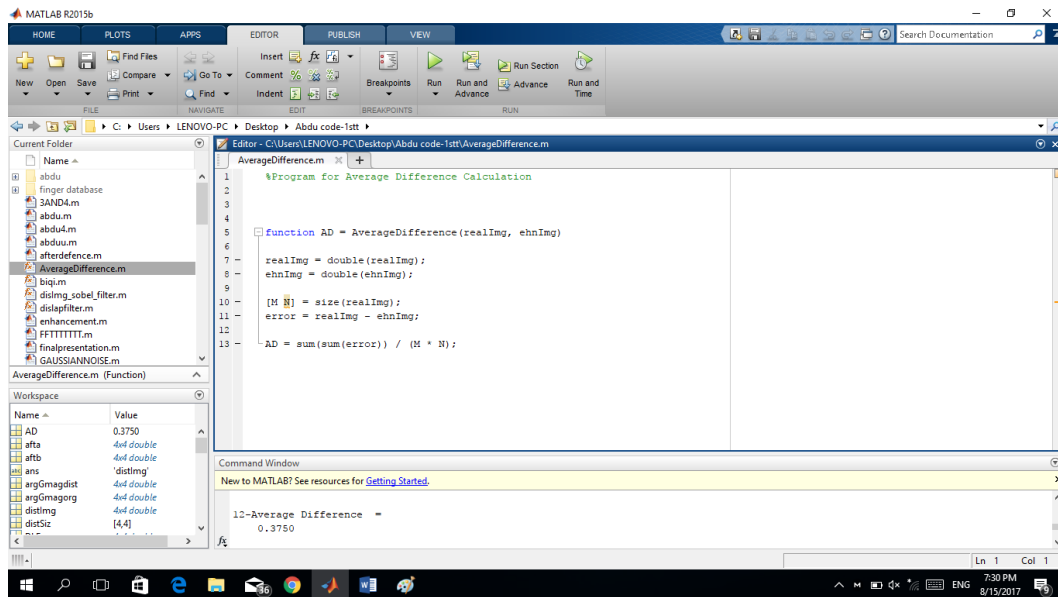 MATLAB R2015b
HOME PLOTS APPS EDITOR PUBLISH VIEW
Search Documentation
New Open Save
Find Files
Compare
Print
FILE
Go To
Find
NAVIGATE
Insert
fx
Comment
Indent
EDIT
Breakpoints
BREAKPOINTS
Run
Run and Advance
Run Section
Advance
Run and Time
RUN
C: Users LENOVO-PC Desktop Abdu code-1stt
Current Folder
Name
abdu
finger database
3AND4.m
abdu.m
abdu4.m
abduu.m
afterdefence.m
AverageDifference.m
biqi.m
disImg_sobel_filter.m
dislapfilter.m
enhancement.m
FFTTTTTTT.m
finalpresentation.m
GAUSSIANNOISE.m
AverageDifference.m (Function)
Workspace
Name Value
AD 0.3750
afta 4x4 double
aftb 4x4 double
abc ans 'distImg'
argGmagdist 4x4 double
argGmagorg 4x4 double
distImg 4x4 double
distSiz [4,4]
Editor - C:\Users\LENOVO-PC\Desktop\Abdu code-1stt\AverageDifference.m
AverageDifference.m
1 %Program for Average Difference Calculation
2
3
4
5 function AD = AverageDifference(realImg, ehnImg)
6
7 - realImg = double(realImg);
8 - ehnImg = double(ehnImg);
9
10 - [M N] = size(realImg);
11 - error = realImg - ehnImg;
12
13 - AD = sum(sum(error)) / (M * N);
Command Window
New to MATLAB? See resources for Getting Started.
12-Average Difference =
0.3750
fx
Ln 1 Col 1
36
ENG
7:30 PM
8/15/2017
9